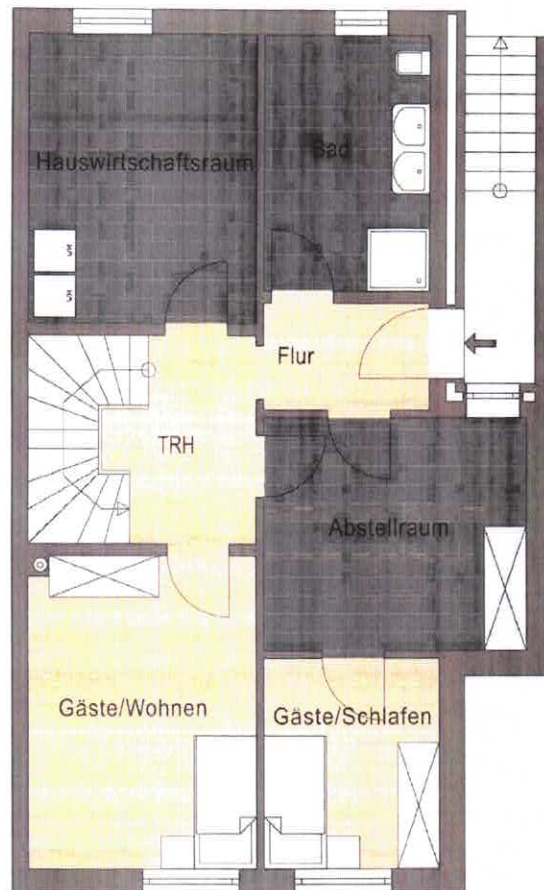 Hauswirtschaftsraum
Bad
Flur
TRH
Abstellraum
Gäste/Wohnen
Gäste/Schlafen